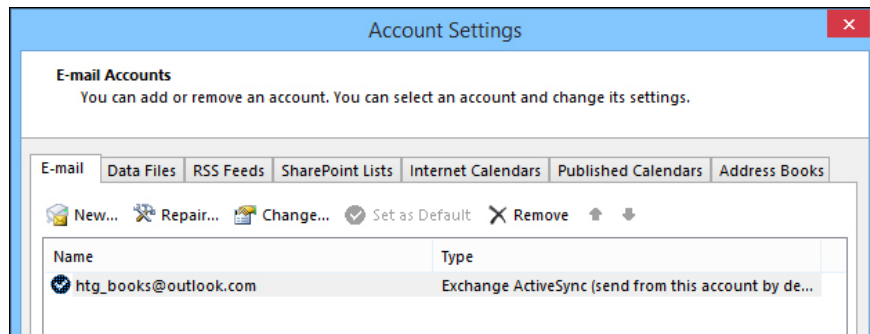 Account Settings
E-mail Accounts
You can add or remove an account. You can select an account and change its settings.
E-mail Data Files RSS Feeds SharePoint Lists Internet Calendars Published Calendars Address Books
New... Repair... Change... Set as Default Remove
Name Type
htg_books@outlook.com Exchange ActiveSync (send from this account by de...